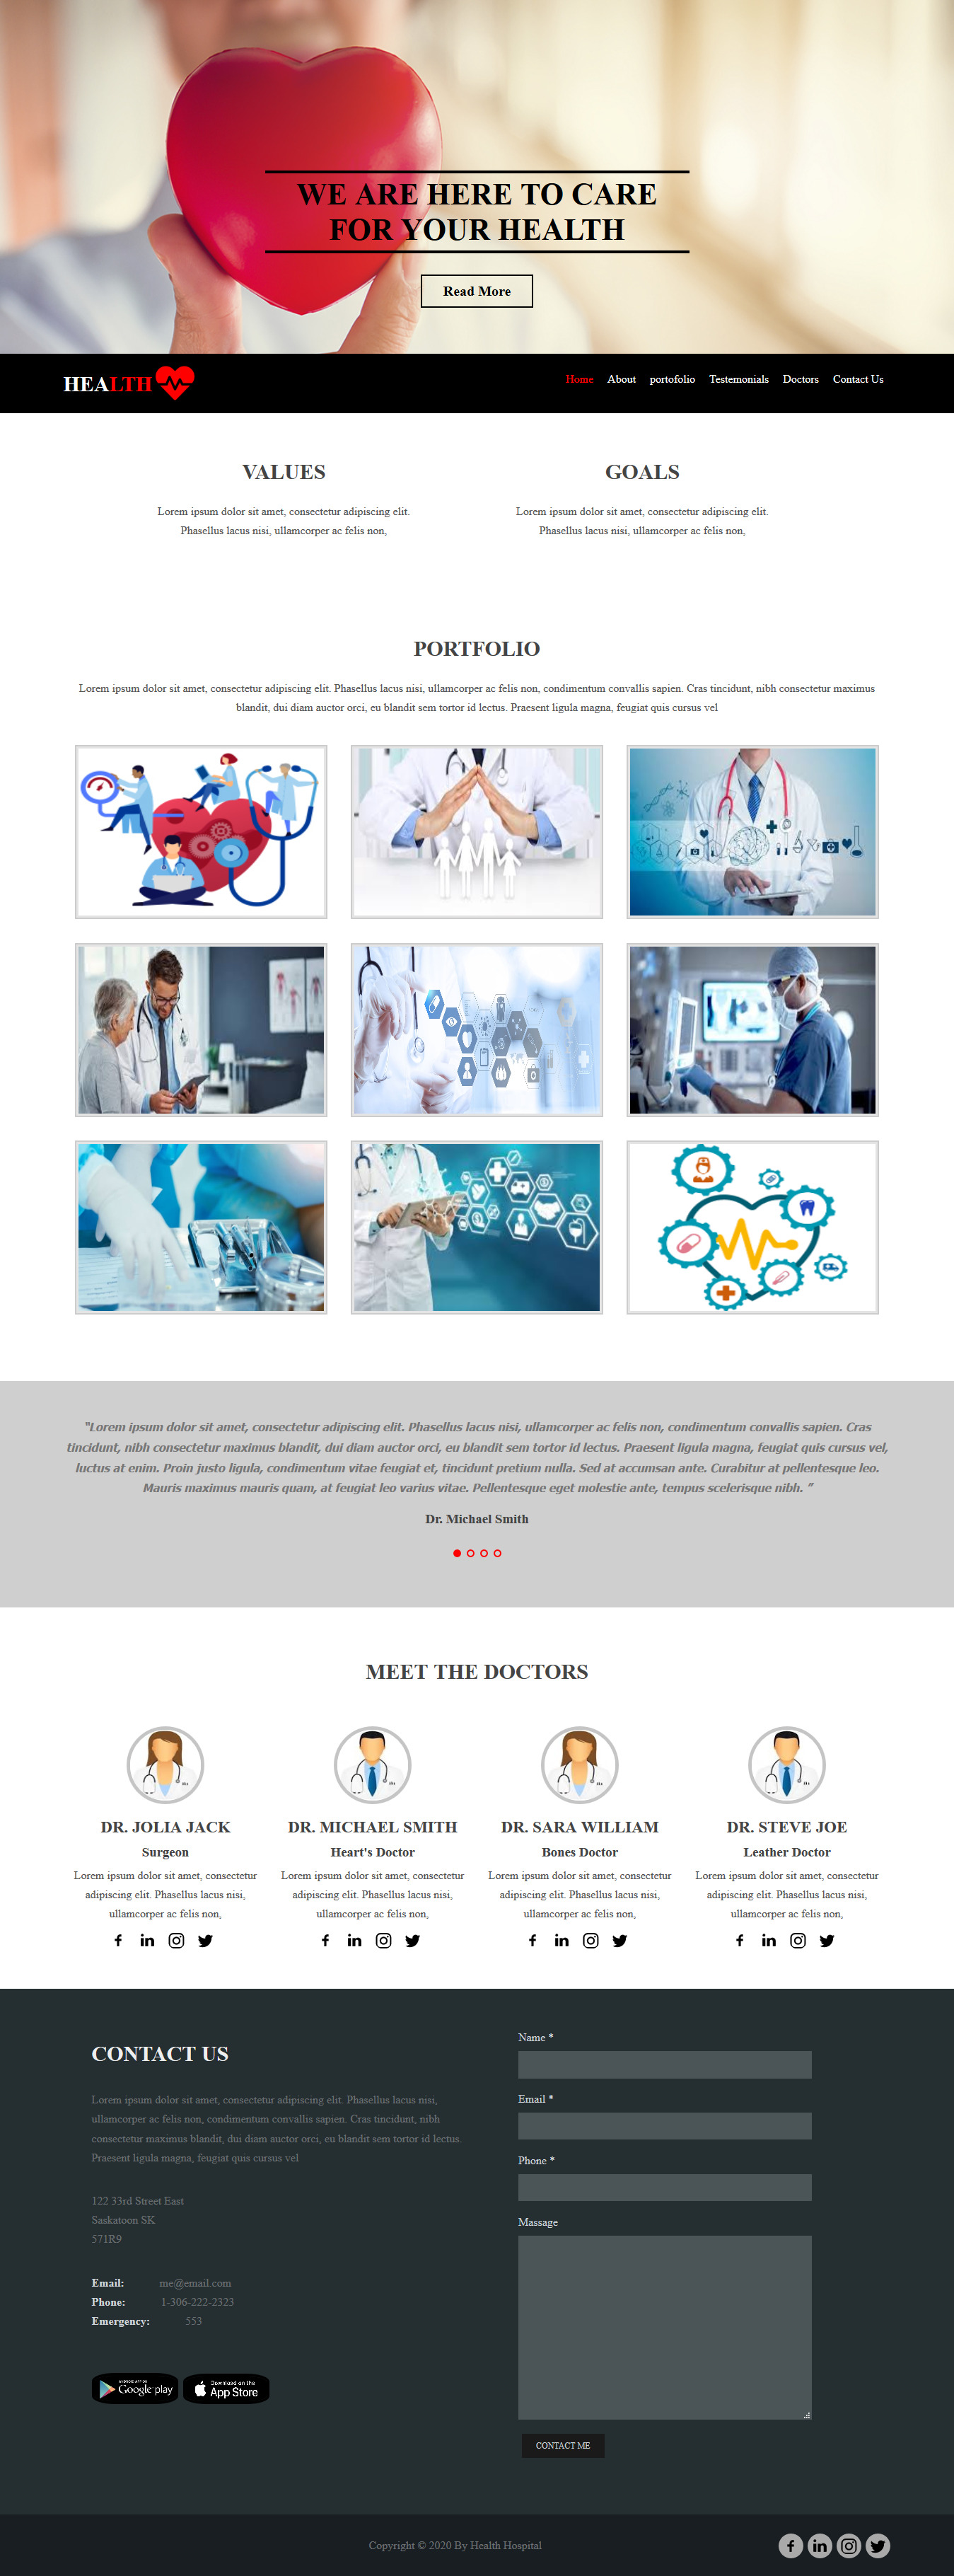 WE ARE HERE TO CARE
FOR YOUR HEALTH
Read More
HEALTH
Home About portofolio Testemonials Doctors Contact Us
VALUES
Lorem ipsum dolor sit amet, consectetur adipiscing elit.
Phasellus lacus nisi, ullamcorper ac felis non,
GOALS
Lorem ipsum dolor sit amet, consectetur adipiscing elit.
Phasellus lacus nisi, ullamcorper ac felis non,
PORTFOLIO
Lorem ipsum dolor sit amet, consectetur adipiscing elit. Phasellus lacus nisi, ullamcorper ac felis non, condimentum convallis sapien. Cras tincidunt, nibh consectetur maximus
blandit, dui diam auctor orci, eu blandit sem tortor id lectus. Praesent ligula magna, feugiat quis cursus vel
"Lorem ipsum dolor sit amet, consectetur adipiscing elit. Phasellus lacus nisi, ullamcorper ac felis non, condimentum convallis sapien. Cras
tincidunt, nibh consectetur maximus blandit, dui diam auctor orci, eu blandit sem tortor id lectus. Praesent ligula magna, feugiat quis cursus vel,
luctus at enim. Proin justo ligula, condimentum vitae feugiat et, tincidunt pretium nulla. Sed at accumsan ante. Curabitur at pellentesque leo.
Mauris maximus mauris quam, at feugiat leo varius vitae. Pellentesque eget molestie ante, tempus scelerisque nibh. "
Dr. Michael Smith
MEET THE DOCTORS
DR. JOLIA JACK
Surgeon
Lorem ipsum dolor sit amet, consectetur
adipiscing elit. Phasellus lacus nisi,
ullamcorper ac felis non,
DR. MICHAEL SMITH
Heart's Doctor
Lorem ipsum dolor sit amet, consectetur
adipiscing elit. Phasellus lacus nisi,
ullamcorper ac felis non,
DR. SARA WILLIAM
Bones Doctor
Lorem ipsum dolor sit amet, consectetur
adipiscing elit. Phasellus lacus nisi,
ullamcorper ac felis non,
DR. STEVE JOE
Leather Doctor
Lorem ipsum dolor sit amet, consectetur
adipiscing elit. Phasellus lacus nisi,
ullamcorper ac felis non,
CONTACT US
Lorem ipsum dolor sit amet, consectetur adipiscing elit. Phasellus lacus nisi,
ullamcorper ac felis non, condimentum convallis sapien. Cras tincidunt, nibh
consectetur maximus blandit, dui diam auctor orci, eu blandit sem tortor id lectus.
Praesent ligula magna, feugiat quis cursus vel
122 33rd Street East
Saskatoon SK
571R9
Email: me@email.com
Phone: 1-306-222-2323
Emergency: 553
ANDROID APP ON
Google play
Download on the
App Store
Name *
Email *
Phone *
Massage
CONTACT ME
Copyright © 2020 By Health Hospital